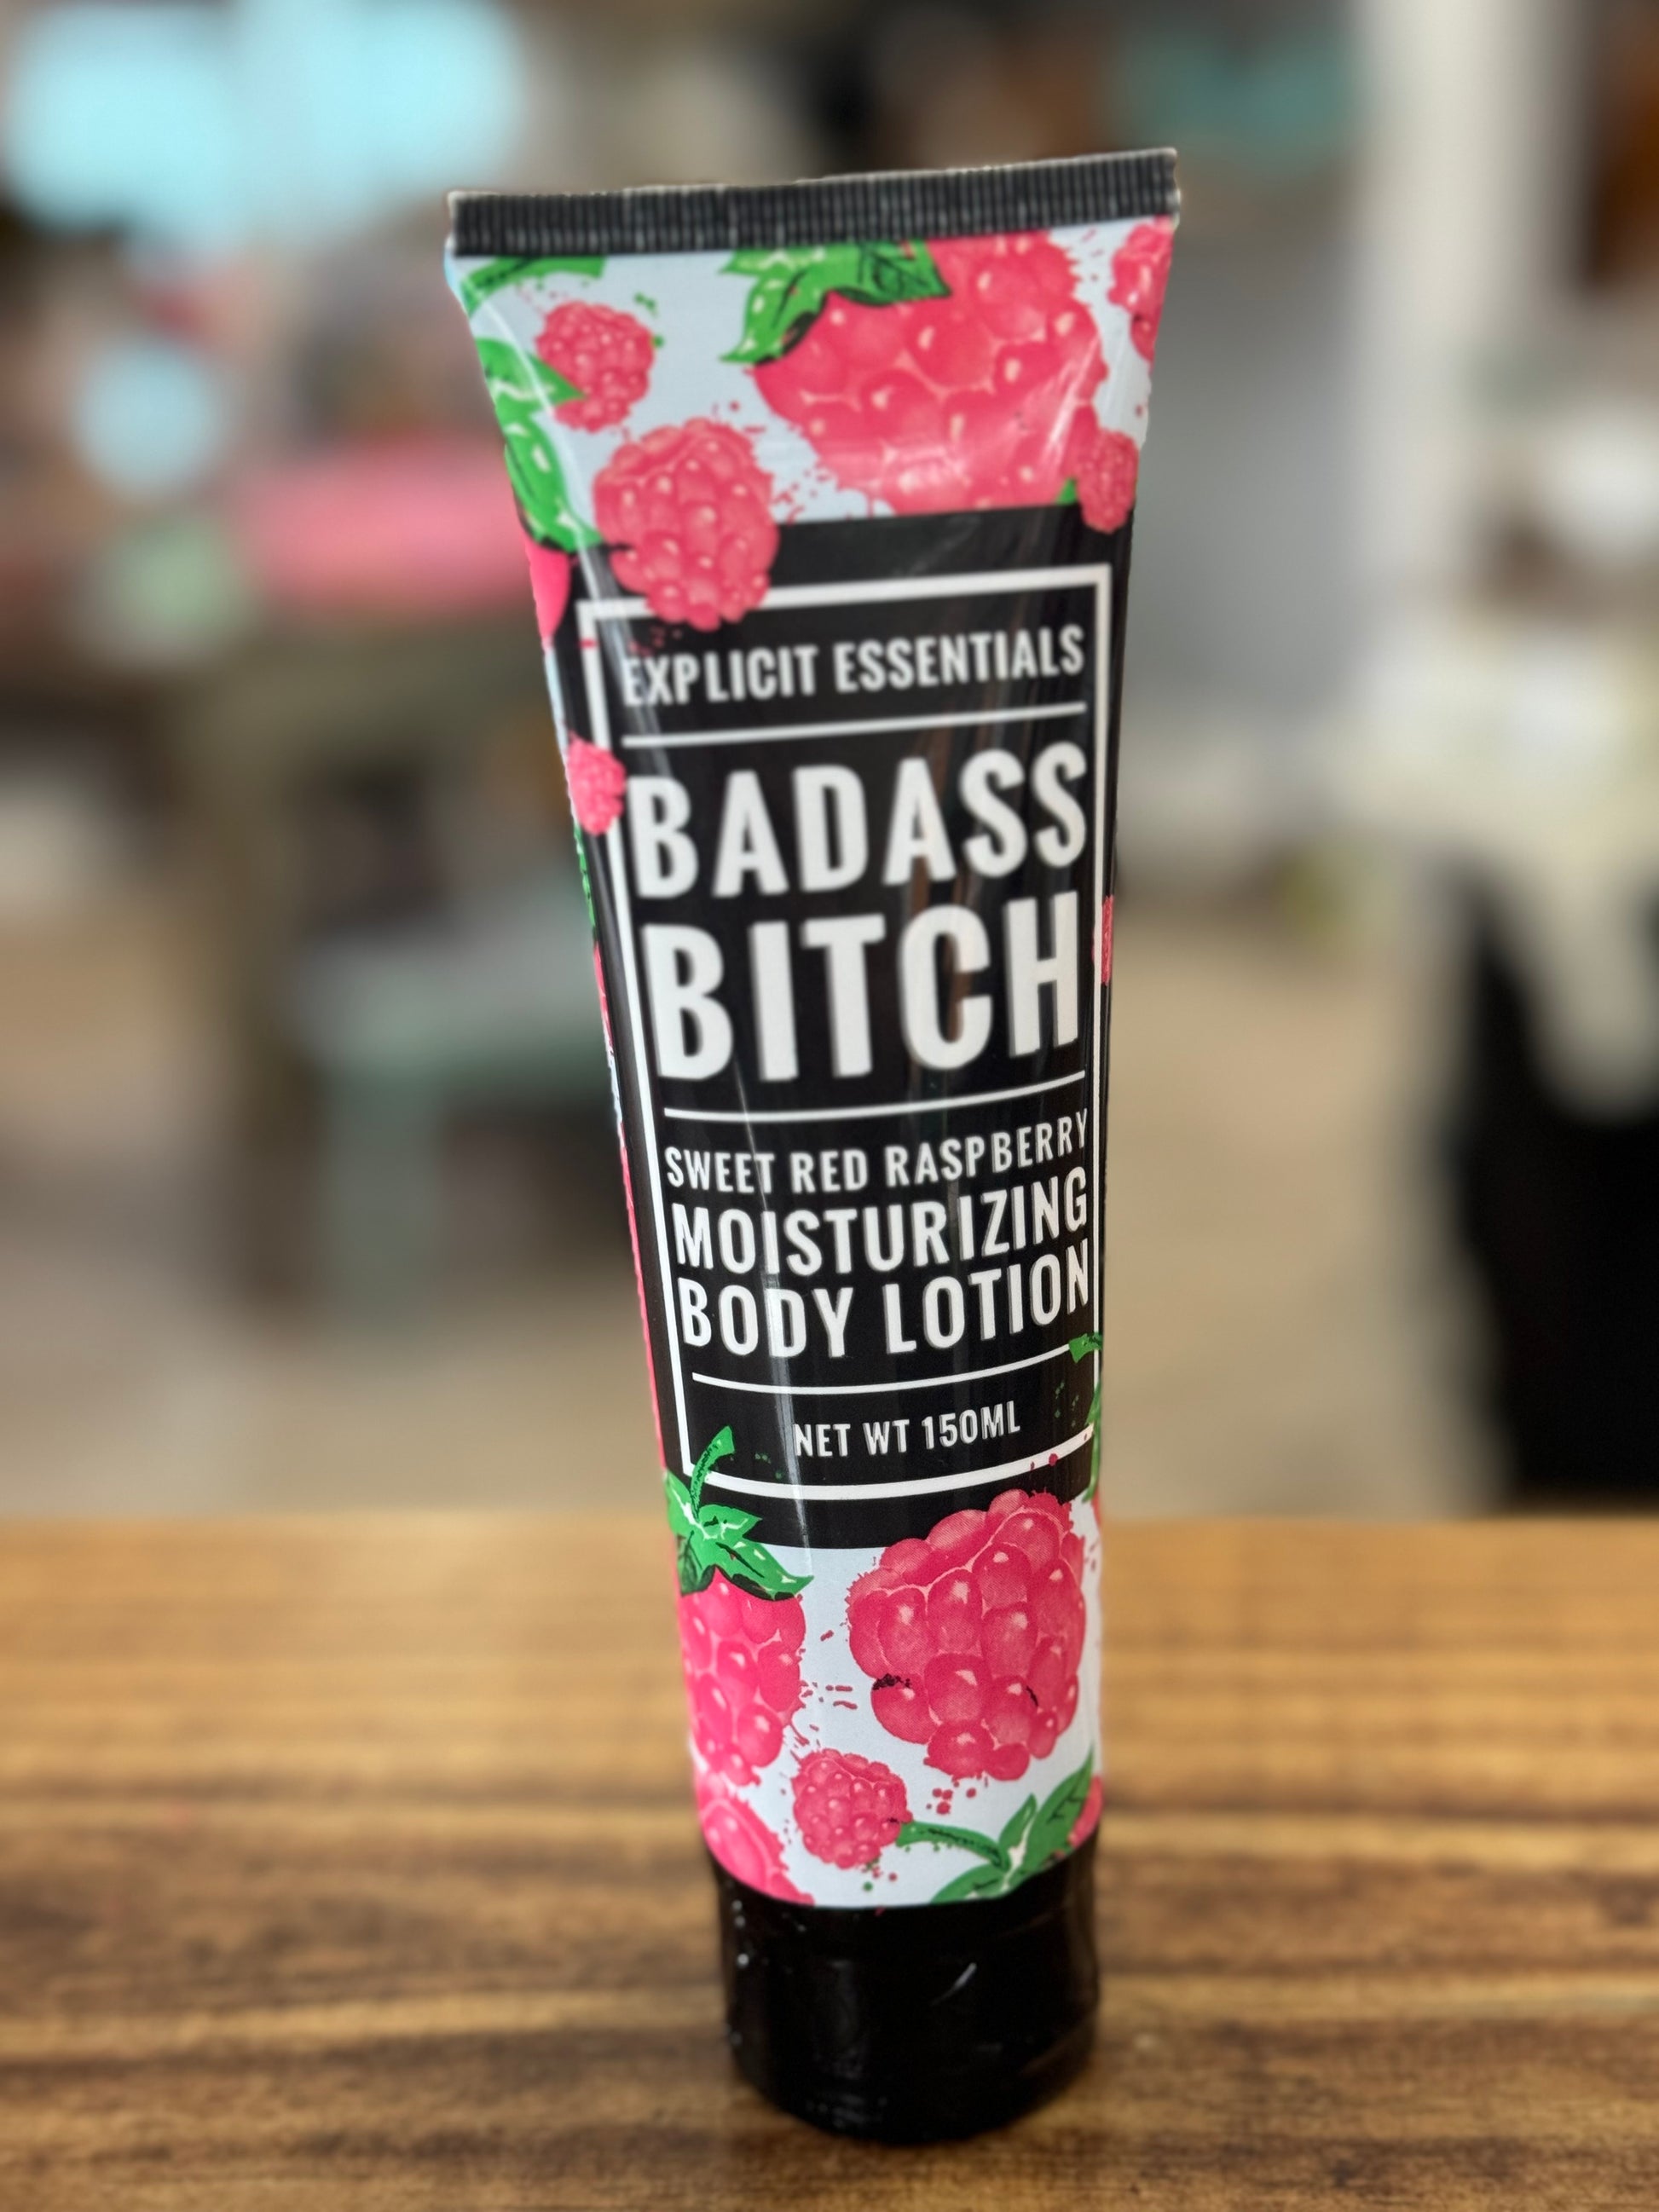 EXPLICIT ESSENTIALS
BADASS
BITCH
SWEET RED RASPBERRY
MOISTURIZING
BODY LOTION
NET WT 150ML